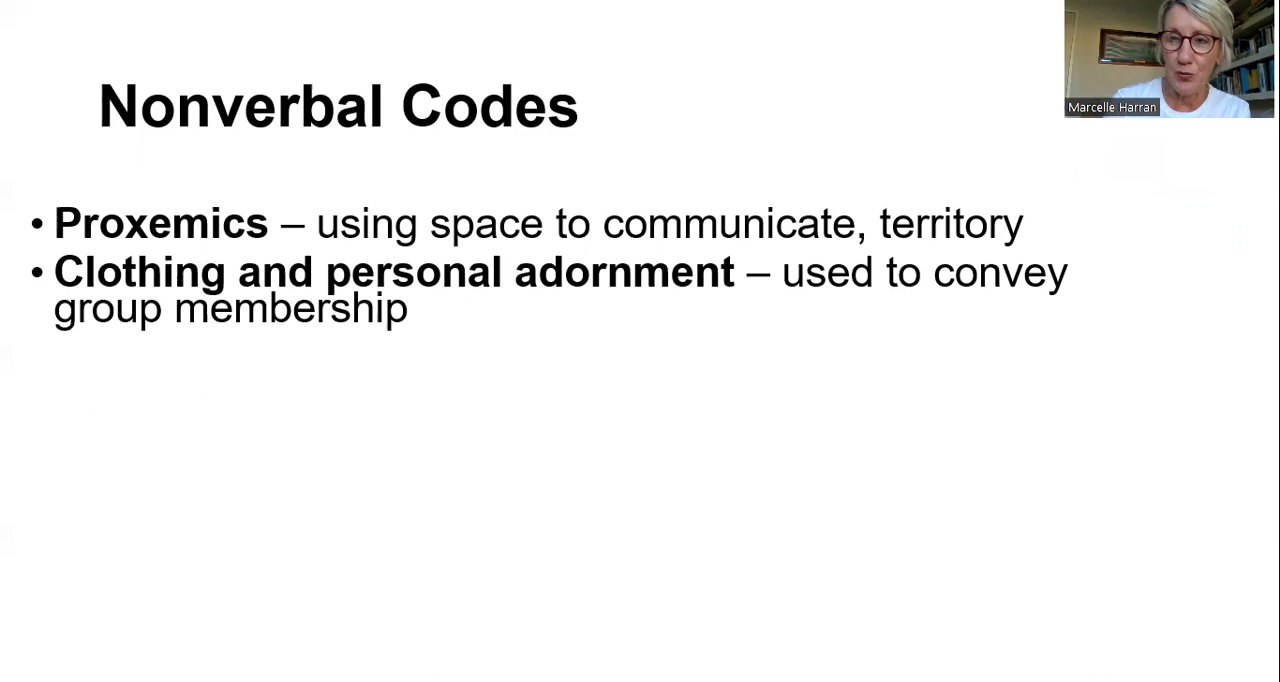 Nonverbal Codes
Marcelle Harran
• Proxemics – using space to communicate, territory
• Clothing and personal adornment – used to convey
group membership